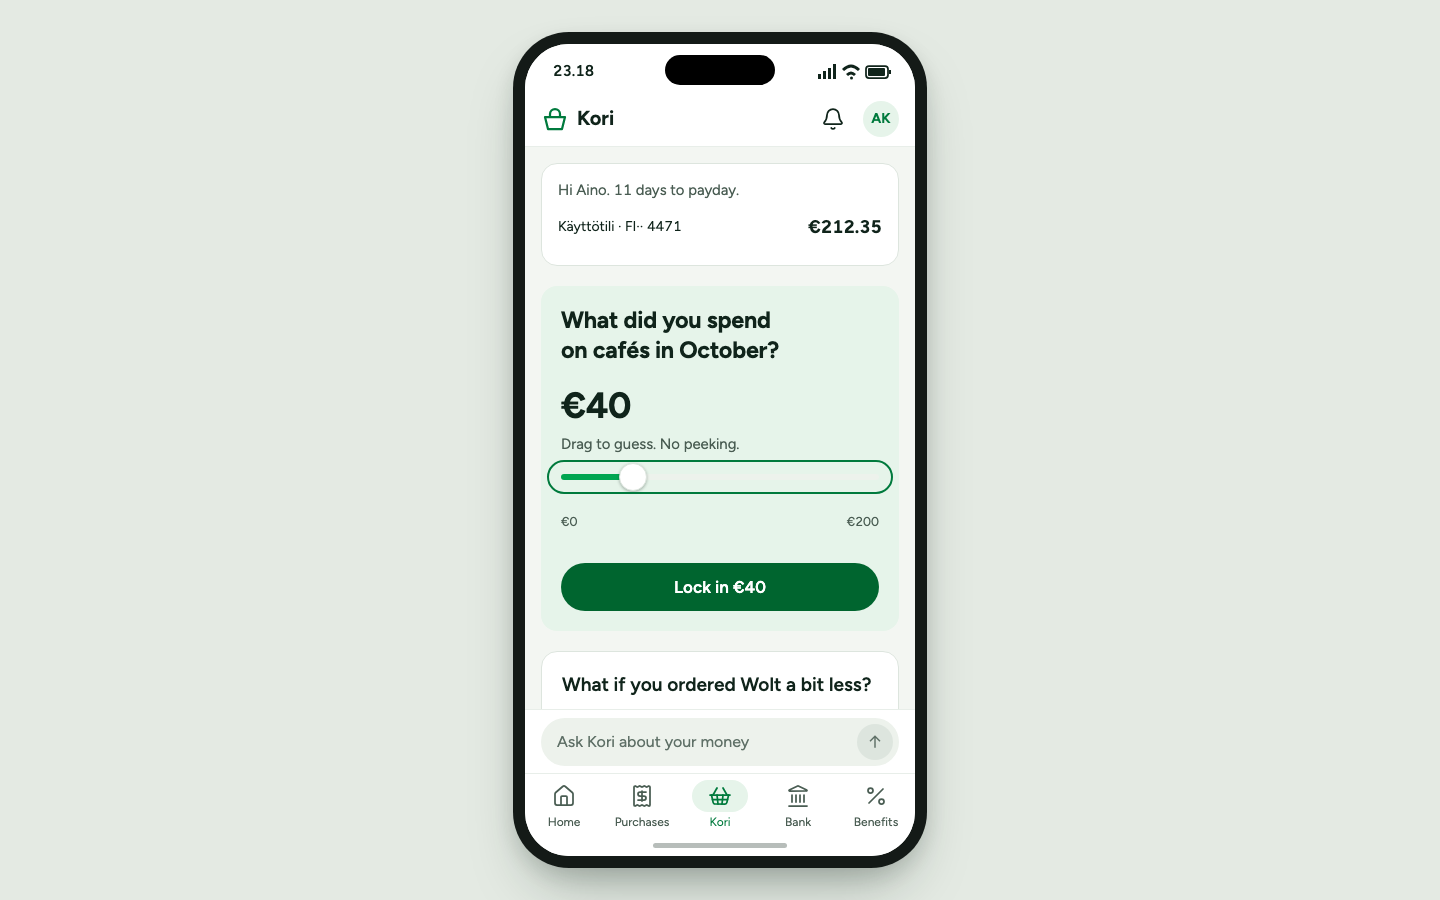 23.18
Kori
AK
Hi Aino. 11 days to payday.
Käyttötili · FI·· 4471
€212.35
What did you spend
on cafés in October?
€40
Drag to guess. No peeking.
€0
€200
Lock in €40
What if you ordered Wolt a bit less?
Ask Kori about your money
Home
Purchases
Kori
Bank
Benefits